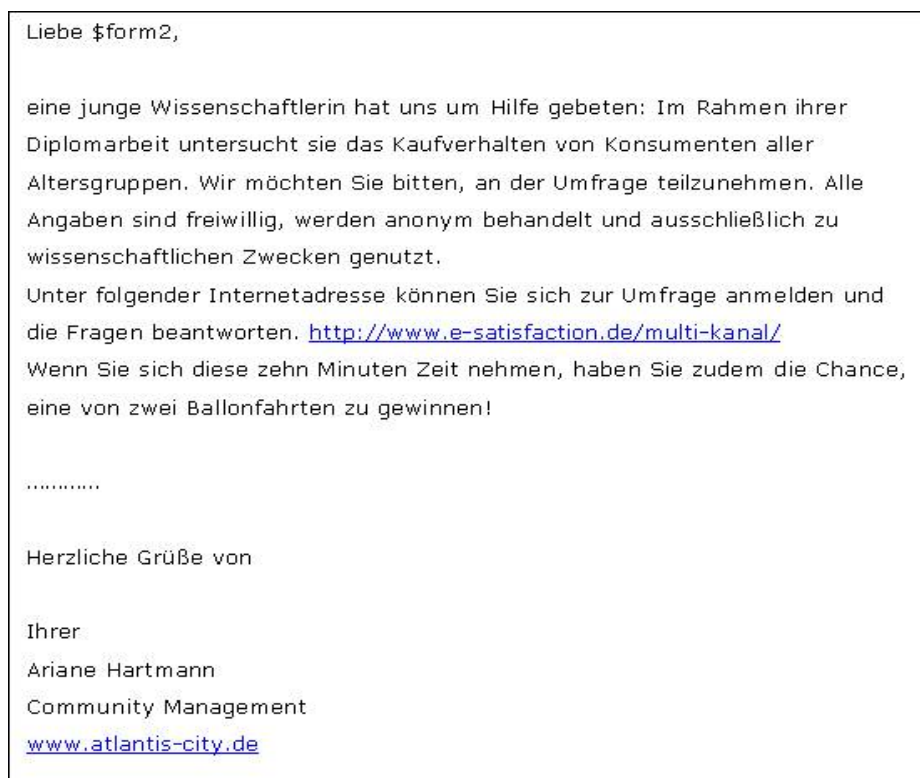 Liebe $form2,
eine junge Wissenschaftlerin hat uns um Hilfe gebeten: Im Rahmen ihrer
Diplomarbeit untersucht sie das Kaufverhalten von Konsumenten aller
Altersgruppen. Wir möchten Sie bitten, an der Umfrage teilzunehmen. Alle
Angaben sind freiwillig, werden anonym behandelt und ausschließlich zu
wissenschaftlichen Zwecken genutzt.
Unter folgender Internetadresse können Sie sich zur Umfrage anmelden und
die Fragen beantworten. http://www.e-satisfaction.de/multi-kanal/
Wenn Sie sich diese zehn Minuten Zeit nehmen, haben Sie zudem die Chance,
eine von zwei Ballonfahrten zu gewinnen!
............
Herzliche Grüße von
Ihrer
Ariane Hartmann
Community Management
www.atlantis-city.de